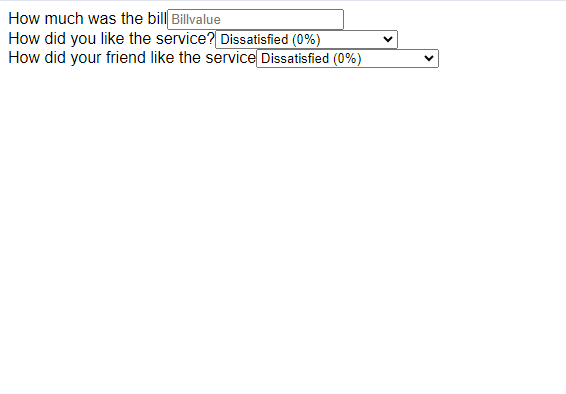 How much was the bill Billvalue
How did you like the service? Dissatisfied (0%)
How did your friend like the service Dissatisfied (0%)